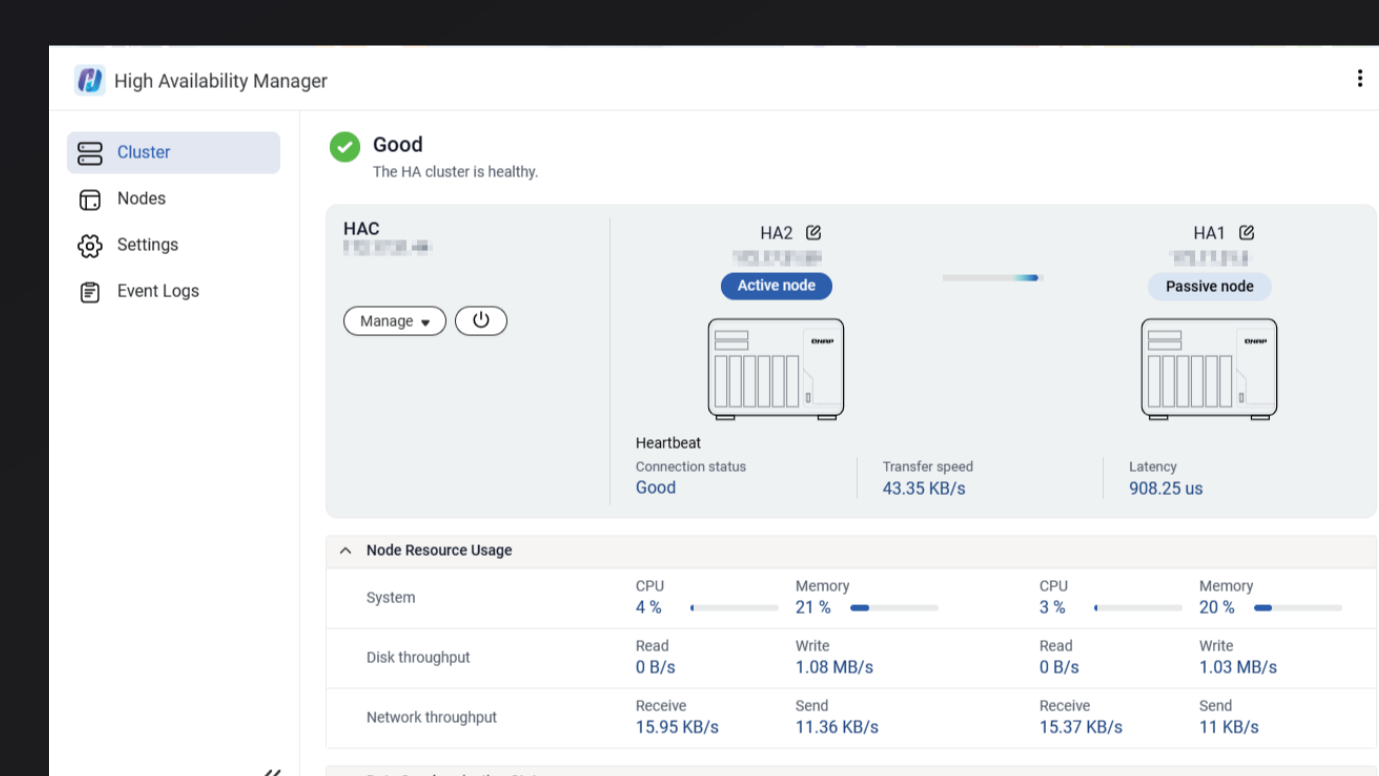 High Availability Manager
Cluster
Nodes
Settings
Event Logs
Good
The HA cluster is healthy.
HAC
Manage
HA2
Active node
QNAP
HA1
Passive node
QNAP
Heartbeat
Connection status
Good
Transfer speed
43.35 KB/s
Latency
908.25 us
Node Resource Usage
System
CPU
4 %
Memory
21 %
CPU
3 %
Memory
20 %
Disk throughput
Read
0 B/s
Write
1.08 MB/s
Read
0 B/s
Write
1.03 MB/s
Network throughput
Receive
15.95 KB/s
Send
11.36 KB/s
Receive
15.37 KB/s
Send
11 KB/s